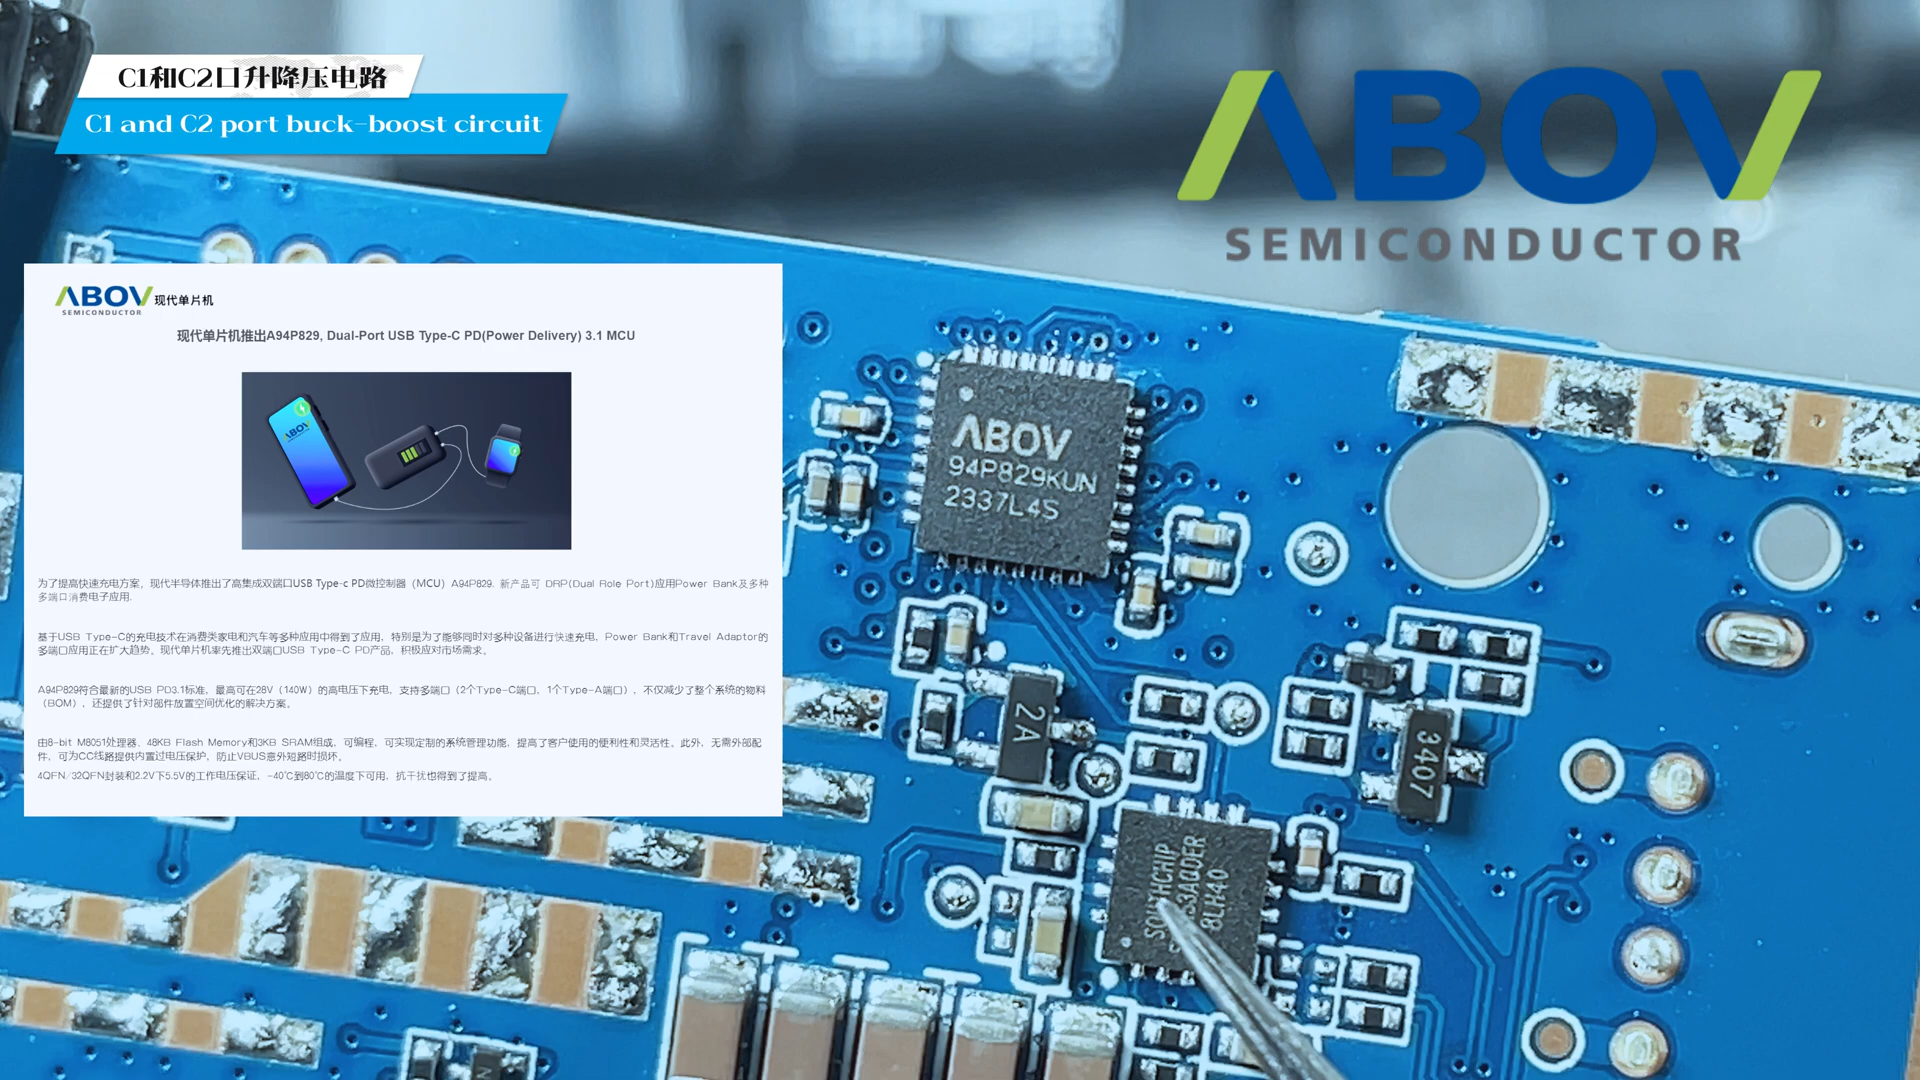 C1和C2口升降压电路
C1 and C2 port buck-boost circuit
ABOV
SEMICONDUCTOR
ABOV 现代单片机
SEMICONDUCTOR
现代单片机推出A94P829, Dual-Port USB Type-C PD(Power Delivery) 3.1 MCU
ABOV
为了提高快速充电方案，现代半导体推出了高集成双端口USB Type-c PD微控制器（MCU）A94P829. 新产品可 DRP(Dual Role Port)应用Power Bank及多种
多端口消费电子应用.
基于USB Type-C的充电技术在消费类家电和汽车等多种应用中得到了应用，特别是为了能够同时对多种设备进行快速充电，Power Bank和Travel Adaptor的
多端口应用正在扩大趋势。现代单片机率先推出双端口USB Type-C PD产品，积极应对市场需求。
A94P829符合最新的USB PD3.1标准，最高可在28V（140W）的高电压下充电，支持多端口（2个Type-C端口，1个Type-A端口），不仅减少了整个系统的物料
（BOM），还提供了针对部件放置空间优化的解决方案。
由8-bit M8051处理器、48KB Flash Memory和3KB SRAM组成，可编程，可实现定制的系统管理功能，提高了客户使用的便利性和灵活性。此外，无需外部配
件，可为CC线路提供内置过电压保护，防止VBUS意外短路时损坏。
4QFN/32QFN封装和2.2V下5.5V的工作电压保证，-40℃到80℃的温度下可用，抗干扰也得到了提高。
ABOV
94P829KUN
2337L4S
2A
3407
SOUTHCHIP
8LH40